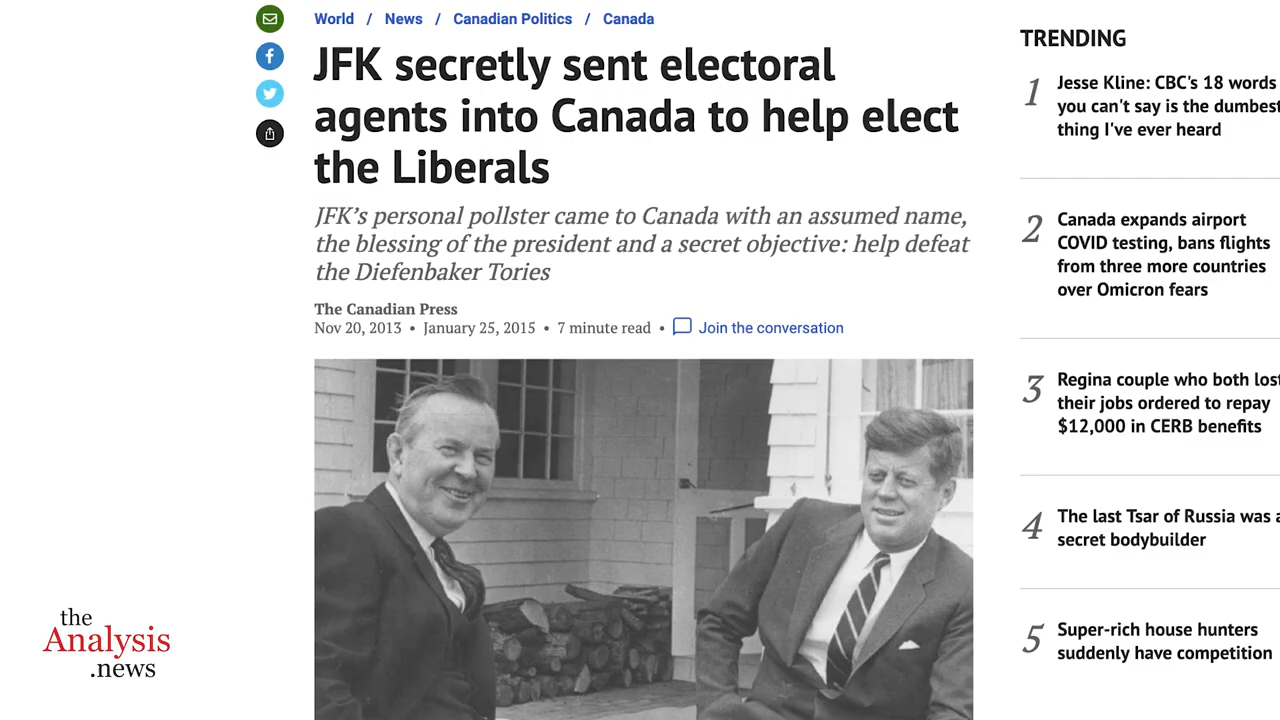 World / News / Canadian Politics / Canada
JFK secretly sent electoral
agents into Canada to help elect
the Liberals
JFK’s personal pollster came to Canada with an assumed name,
the blessing of the president and a secret objective: help defeat
the Diefenbaker Tories
The Canadian Press
Nov 20, 2013 • January 25, 2015 • 7 minute read • Join the conversation
TRENDING
1
Jesse Kline: CBC's 18 words
you can't say is the dumbest
thing I've ever heard
2
Canada expands airport
COVID testing, bans flights
from three more countries
over Omicron fears
3
Regina couple who both lost
their jobs ordered to repay
$12,000 in CERB benefits
4
The last Tsar of Russia was a
secret bodybuilder
5
Super-rich house hunters
suddenly have competition
the
Analysis
.news